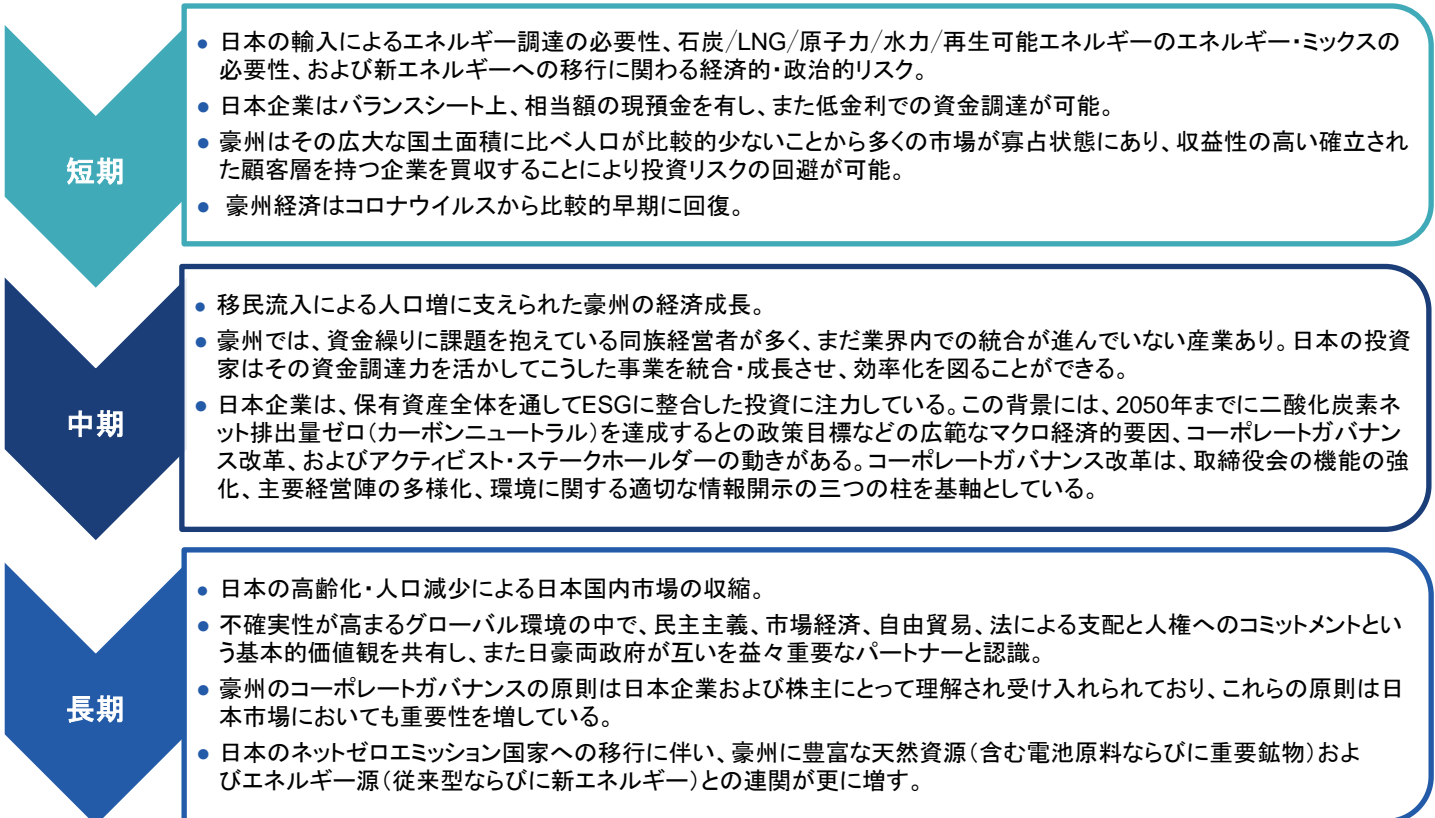 短期
● 日本の輸入によるエネルギー調達の必要性、石炭/LNG/原子力/水力/再生可能エネルギーのエネルギー・ミックスの
必要性、および新エネルギーへの移行に関わる経済的・政治的リスク。
● 日本企業はバランスシート上、相当額の現預金を有し、また低金利での資金調達が可能。
● 豪州はその広大な国土面積に比べ人口が比較的少ないことから多くの市場が寡占状態にあり、収益性の高い確立され
た顧客層を持つ企業を買収することにより投資リスクの回避が可能。
● 豪州経済はコロナウイルスから比較的早期に回復。
中期
● 移民流入による人口増に支えられた豪州の経済成長。
● 豪州では、資金繰りに課題を抱えている同族経営者が多く、まだ業界内での統合が進んでいない産業あり。日本の投資
家はその資金調達力を活かしてこうした事業を統合・成長させ、効率化を図ることができる。
● 日本企業は、保有資産全体を通してESGに整合した投資に注力している。この背景には、2050年までに二酸化炭素ネ
ット排出量ゼロ（カーボンニュートラル）を達成するとの政策目標などの広範なマクロ経済的要因、コーポレートガバナン
ス改革、およびアクティビスト・ステークホールダーの動きがある。コーポレートガバナンス改革は、取締役会の機能の強
化、主要経営陣の多様化、環境に関する適切な情報開示の三つの柱を基軸としている。
長期
● 日本の高齢化・人口減少による日本国内市場の収縮。
● 不確実性が高まるグローバル環境の中で、民主主義、市場経済、自由貿易、法による支配と人権へのコミットメントとい
う基本的価値観を共有し、また日豪両政府が互いを益々重要なパートナーと認識。
● 豪州のコーポレートガバナンスの原則は日本企業および株主にとって理解され受け入れられており、これらの原則は日
本市場においても重要性を増している。
● 日本のネットゼロエミッション国家への移行に伴い、豪州に豊富な天然資源（含む電池原料ならびに重要鉱物）およ
びエネルギー源（従来型ならびに新エネルギー）との連関が更に増す。